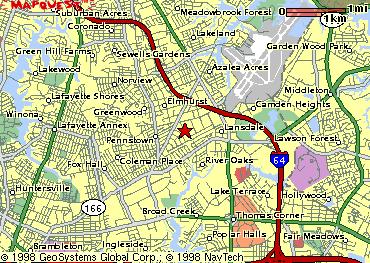 MAPQUEST
Suburban Acres
Meadowbrook Forest
0
1mi
1km
Coronado
Lakeland
Green Hill Farms
Sewells Gardens
Garden Wood Park
Lakewood
Azalea Acres
Norview
Middleton
Lafayette Shores
Elmhurst
Camden Heights
Winona
Greenwood
Lafayette Annex
Lansdale
Pennstown
Lawson Forest
Coleman Place
River Oaks
64
Fox Hall
Huntersville
Lake Terrace
Hollywood
166
Broad Creek
Thomas Corner
Ingleside
Poplar Halls
Fair Meadows
Brambleton
© 1998 GeoSystems Global Corp.; © 1998 NavTech